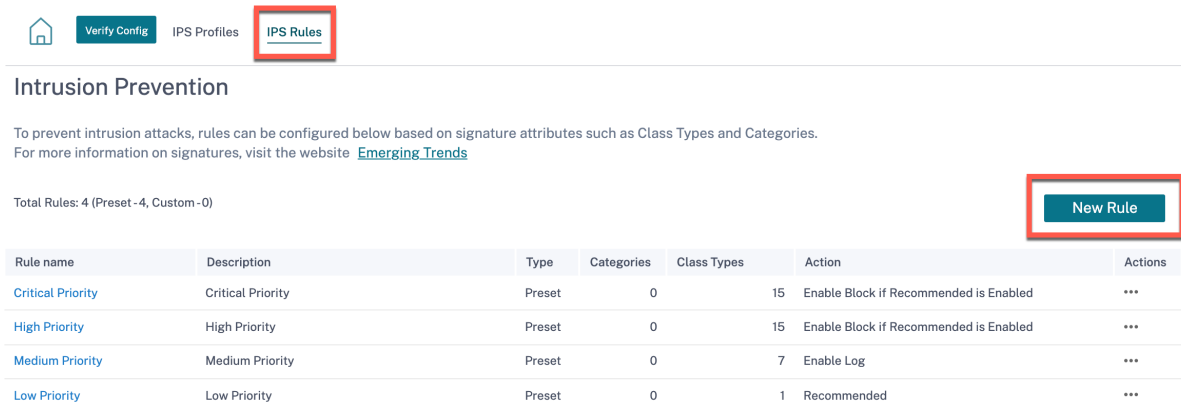 Verify Config IPS Profiles IPS Rules
Intrusion Prevention
To prevent intrusion attacks, rules can be configured below based on signature attributes such as Class Types and Categories.
For more information on signatures, visit the website Emerging Trends
Total Rules: 4 (Preset - 4, Custom - 0)
New Rule
Rule name Description Type Categories Class Types Action Actions
Critical Priority Critical Priority Preset 0 15 Enable Block if Recommended is Enabled •••
High Priority High Priority Preset 0 15 Enable Block if Recommended is Enabled •••
Medium Priority Medium Priority Preset 0 7 Enable Log •••
Low Priority Low Priority Preset 0 1 Recommended •••